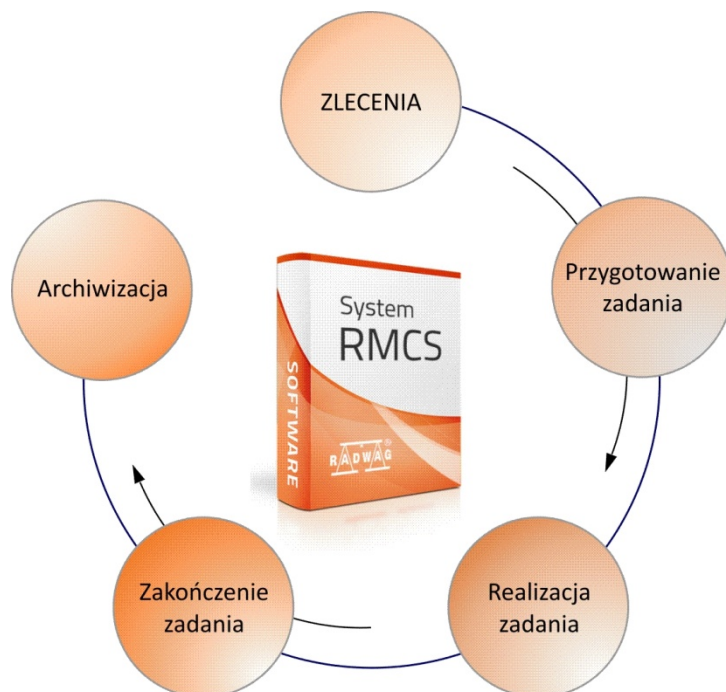 ZLECENIA
Przygotowanie
zadania
Realizacja
zadania
Zakończenie
zadania
Archiwizacja
System
RMCS
SOFTWARE
RADWAG